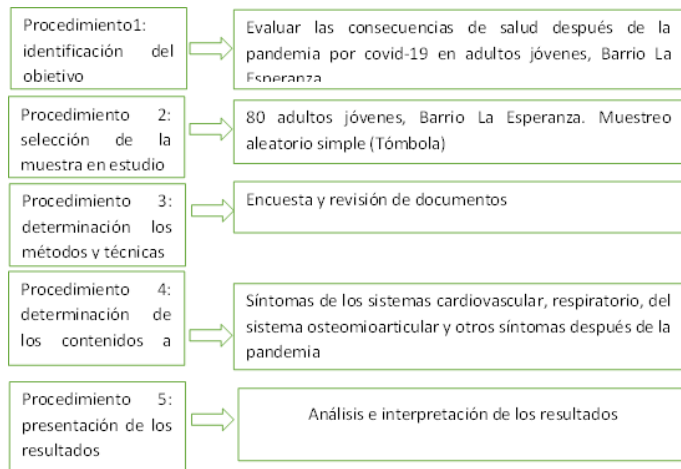 Procedimiento1:
identificación del
objetivo
Evaluar las consecuencias de salud después de la
pandemia por covid-19 en adultos jóvenes, Barrio La
Esperanza
Procedimiento 2:
selección de la
muestra en estudio
80 adultos jóvenes, Barrio La Esperanza. Muestreo
aleatorio simple (Tómbola)
Procedimiento 3:
determinación los
métodos y técnicas
Encuesta y revisión de documentos
Procedimiento 4:
determinación de
los contenidos a
Síntomas de los sistemas cardiovascular, respiratorio, del
sistema osteomioarticular y otros síntomas después de la
pandemia
Procedimiento 5:
presentación de los
resultados
Análisis e interpretación de los resultados